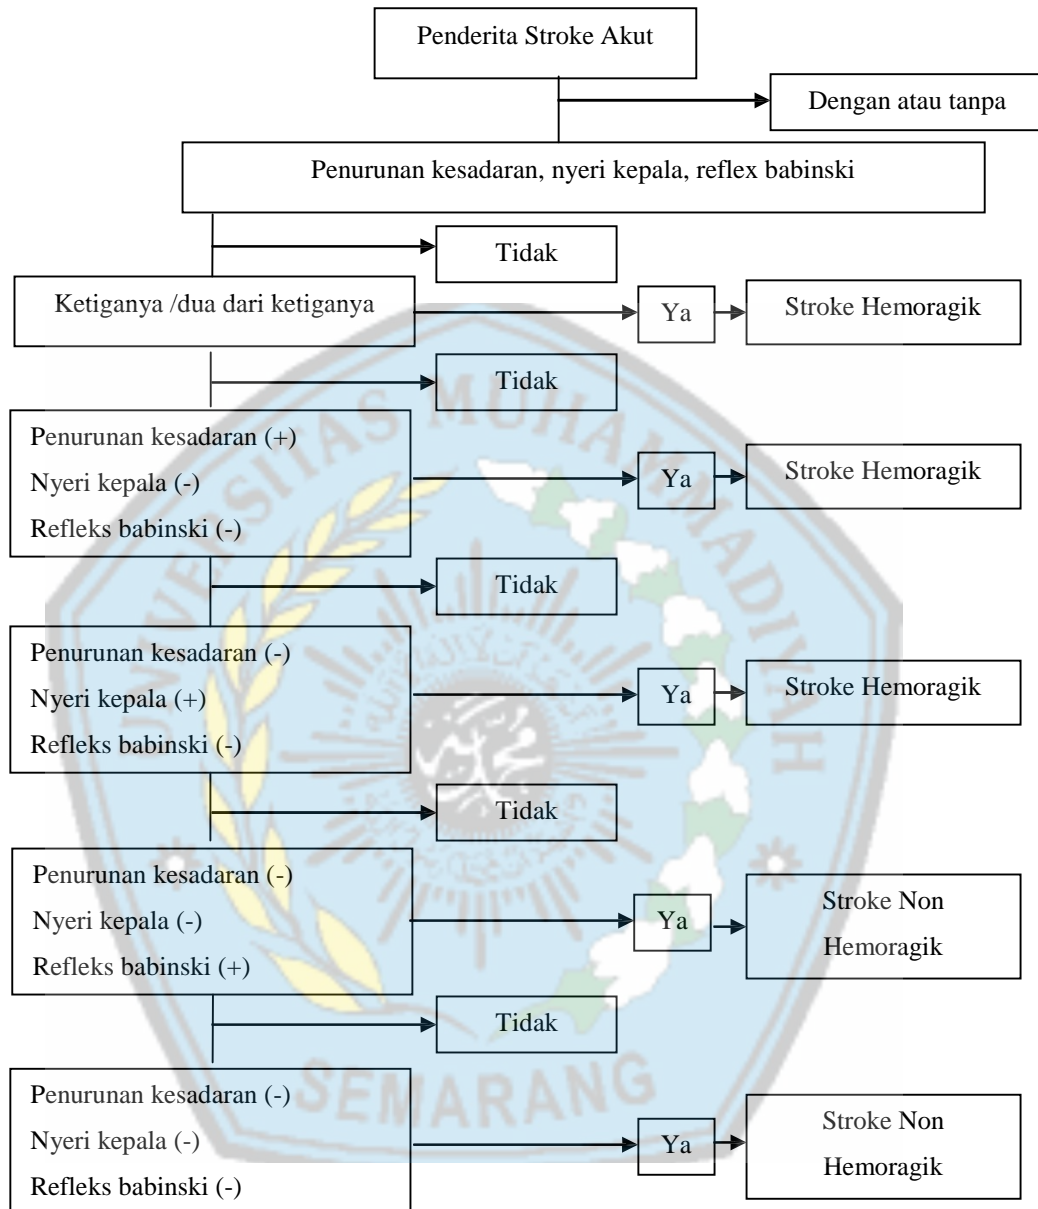 Penderita Stroke Akut
Dengan atau tanpa
Penurunan kesadaran, nyeri kepala, reflex babinski
Tidak
Ketiganya /dua dari ketiganya
Ya
Stroke Hemoragik
Tidak
Penurunan kesadaran (+)
Nyeri kepala (-)
Refleks babinski (-)
Ya
Stroke Hemoragik
Tidak
Penurunan kesadaran (-)
Nyeri kepala (+)
Refleks babinski (-)
Ya
Stroke Hemoragik
Tidak
Penurunan kesadaran (-)
Nyeri kepala (-)
Refleks babinski (+)
Ya
Stroke Non
Hemoragik
Tidak
Penurunan kesadaran (-)
Nyeri kepala (-)
Refleks babinski (-)
Ya
Stroke Non
Hemoragik
UNIVERSITAS MUHAMMADIYAH
SEMARANG